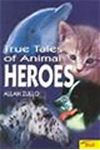 True Tales of Animal
HEROES
ALLAN ZULLO